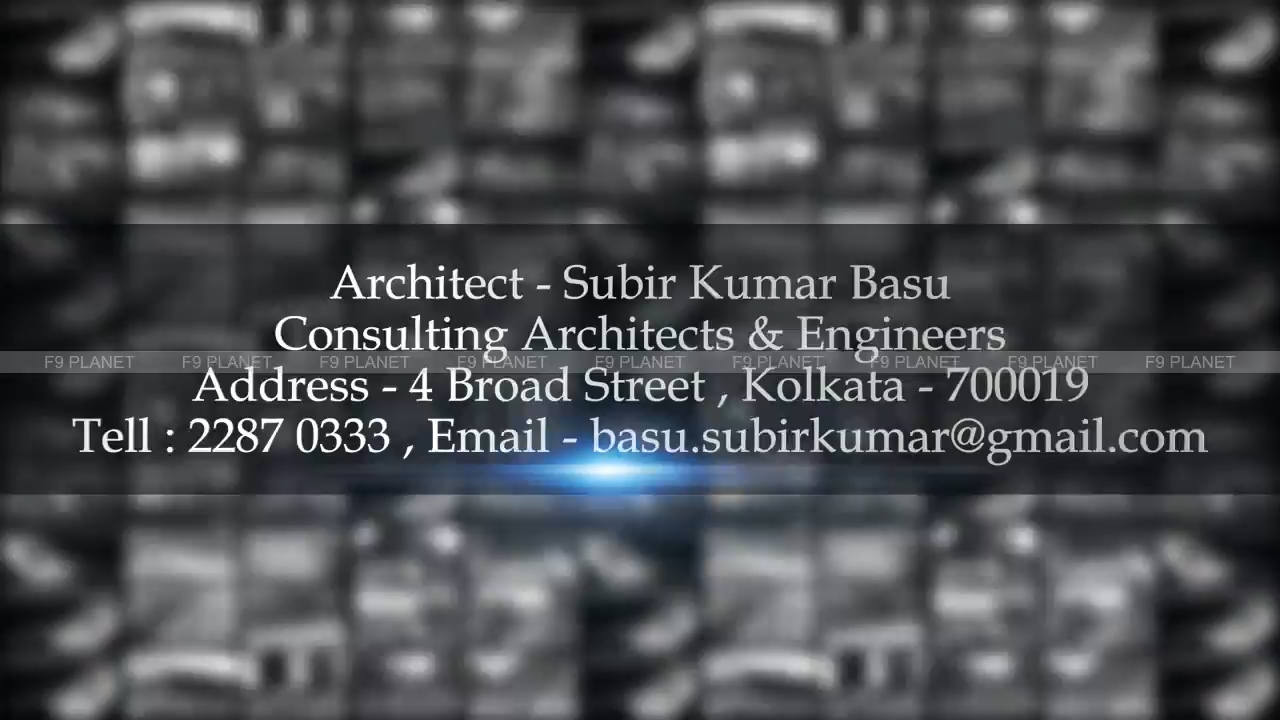 Architect - Subir Kumar Basu
Consulting Architects & Engineers
F9 PLANET F9 PLANET F9 PLANET F9 PLANET F9 PLANET F9 PLANET F9 PLANET F9 PLANET F9 PLANET
Address - 4 Broad Street , Kolkata - 700019
Tell : 2287 0333 , Email - basu.subirkumar@gmail.com